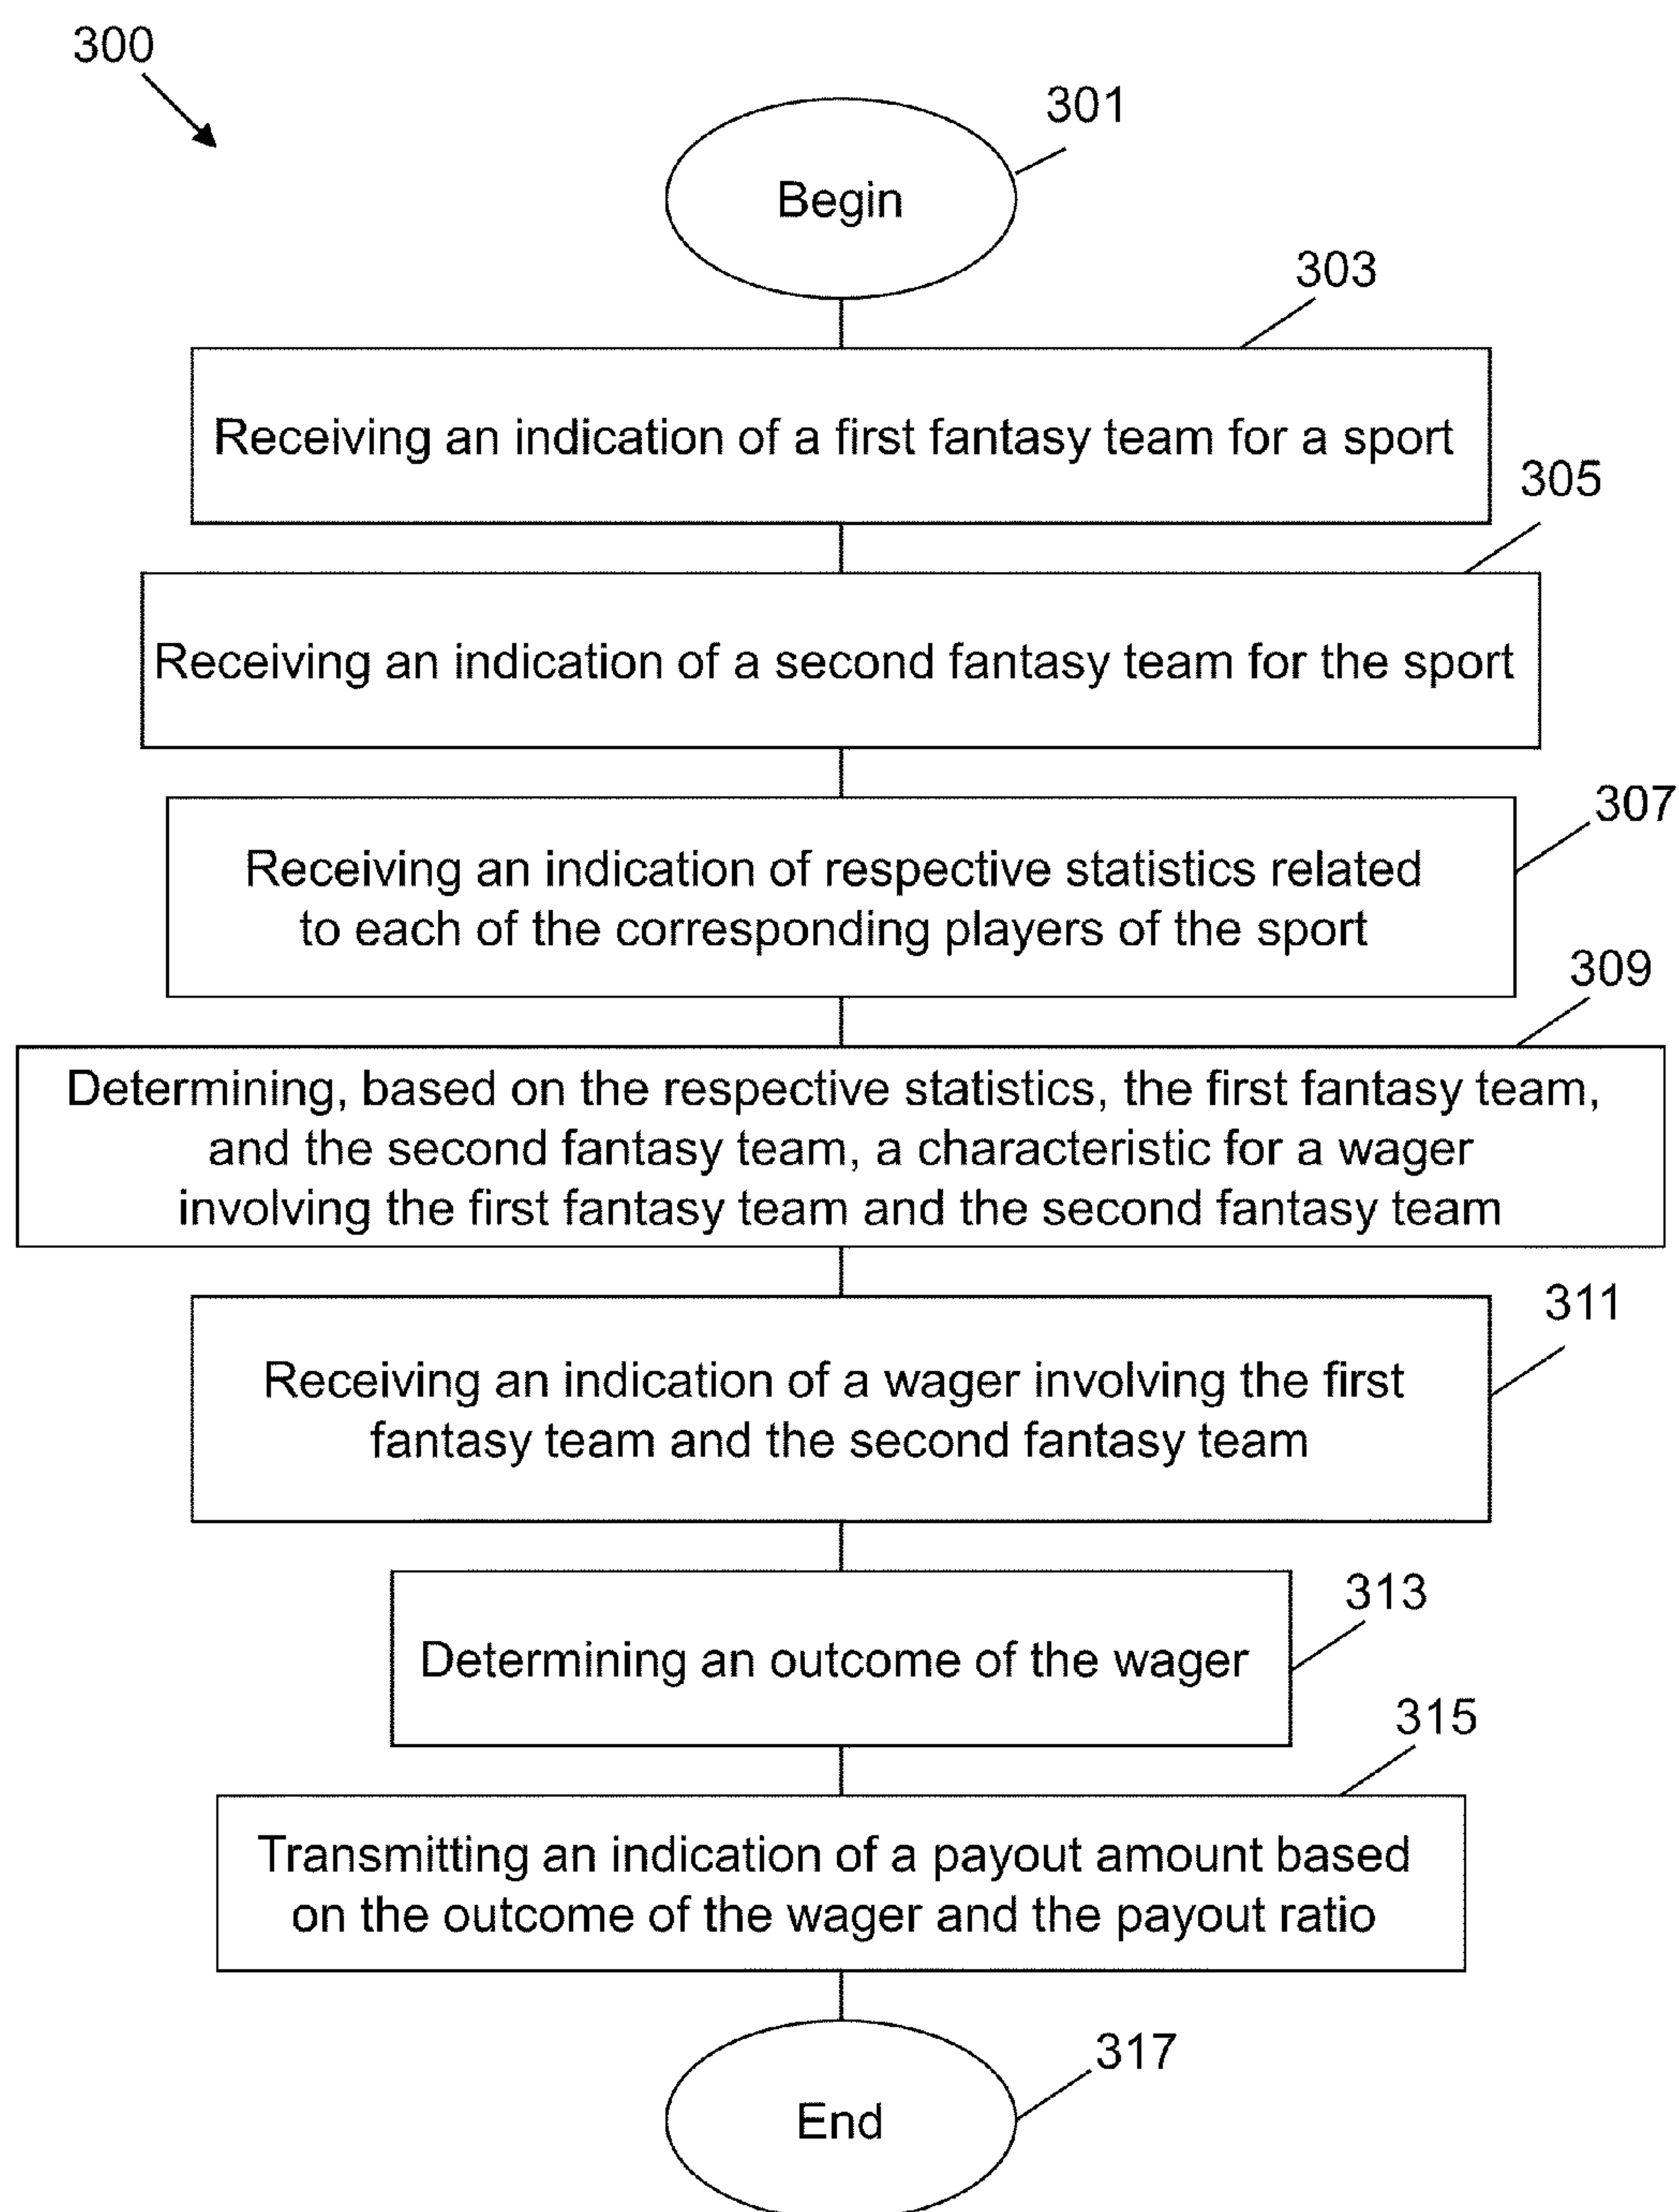 300
301
Begin
303
Receiving an indication of a first fantasy team for a sport
305
Receiving an indication of a second fantasy team for the sport
307
Receiving an indication of respective statistics related
to each of the corresponding players of the sport
309
Determining, based on the respective statistics, the first fantasy team,
and the second fantasy team, a characteristic for a wager
involving the first fantasy team and the second fantasy team
311
Receiving an indication of a wager involving the first
fantasy team and the second fantasy team
313
Determining an outcome of the wager
315
Transmitting an indication of a payout amount based
on the outcome of the wager and the payout ratio
317
End